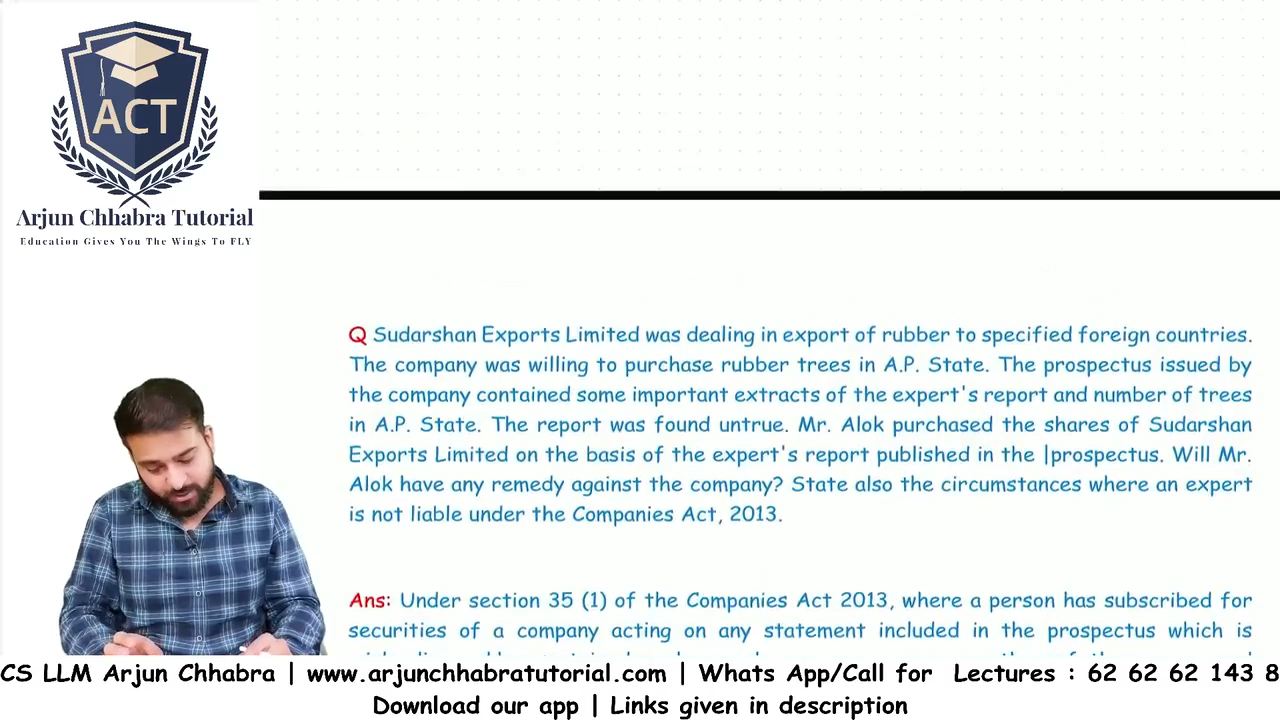 ACT
Arjun Chhabra Tutorial
Education Gives You The Wings To FLY
Q Sudarshan Exports Limited was dealing in export of rubber to specified foreign countries.
The company was willing to purchase rubber trees in A.P. State. The prospectus issued by
the company contained some important extracts of the expert's report and number of trees
in A.P. State. The report was found untrue. Mr. Alok purchased the shares of Sudarshan
Exports Limited on the basis of the expert's report published in the |prospectus. Will Mr.
Alok have any remedy against the company? State also the circumstances where an expert
is not liable under the Companies Act, 2013.
Ans: Under section 35 (1) of the Companies Act 2013, where a person has subscribed for
securities of a company acting on any statement included in the prospectus which is
CS LLM Arjun Chhabra | www.arjunchhabratutorial.com | Whats App/Call for Lectures : 62 62 62 143 8
Download our app | Links given in description